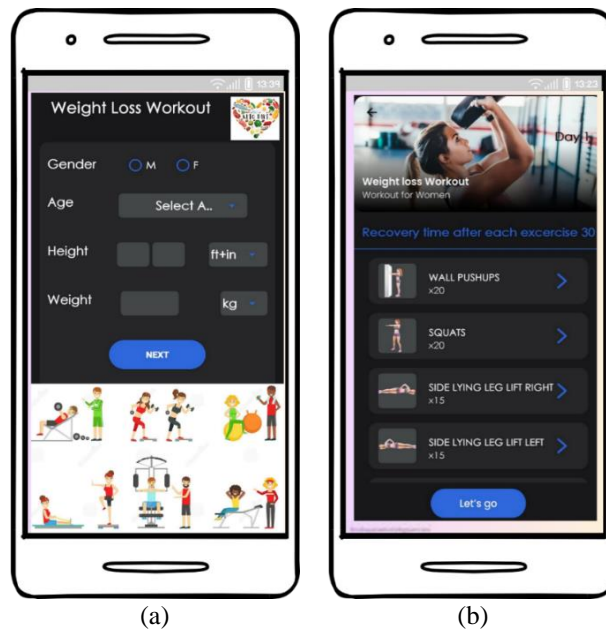 13:39
Weight Loss Workout
Gender M F
Age Select A..
Height ft+in
Weight kg
NEXT
(a)
13:23
Day 1
Weight loss Workout
Workout for Women
Recovery time after each excercise 30
WALL PUSHUPS
x20
SQUATS
x20
SIDE LYING LEG LIFT RIGHT
x15
SIDE LYING LEG LIFT LEFT
x15
Let's go
(b)